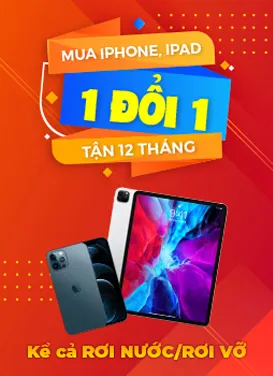 MUA IPHONE, IPAD
1 ĐỔI 1
TẬN 12 THÁNG
Kể cả RƠI NƯỚC/RƠI VỠ